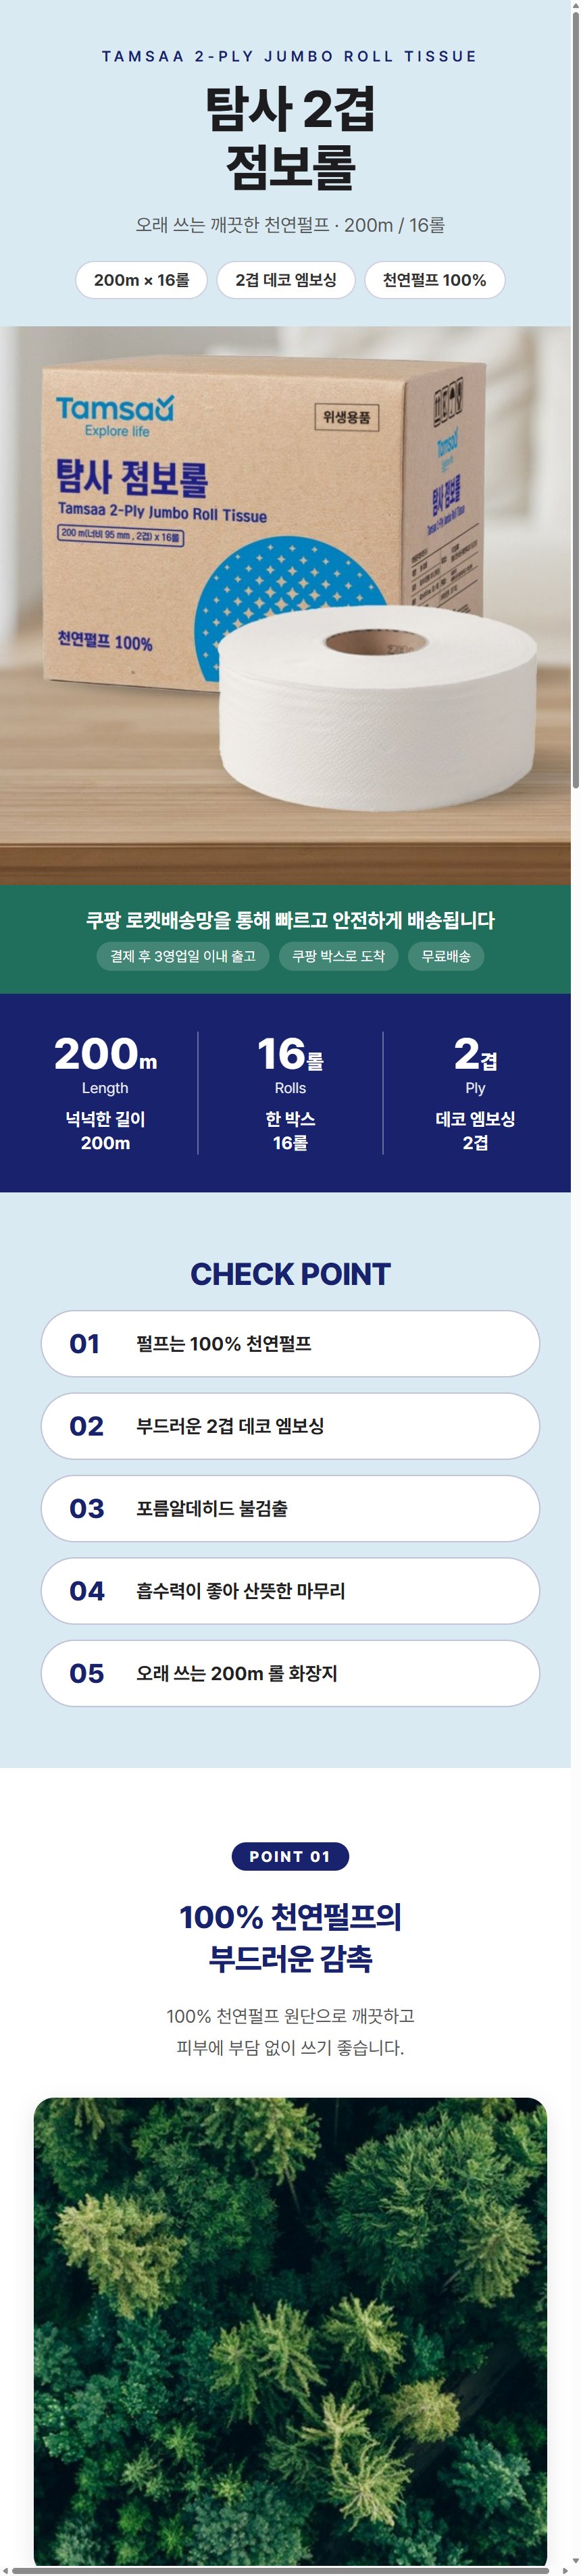 TAMSAA 2-PLY JUMBO ROLL TISSUE
탐사 2겹
점보롤
오래 쓰는 깨끗한 천연펄프 · 200m / 16롤
200m × 16롤
2겹 데코 엠보싱
천연펄프 100%
Tamsaa
Explore life
위생용품
탐사 점보롤
Tamsaa 2-Ply Jumbo Roll Tissue
200 m(너비 95 mm , 2겹) x 16롤
천연펄프 100%
Tamsaa
탐사 점보롤
Tamsaa 2-Ply Jumbo Roll Tissue
쿠팡 로켓배송망을 통해 빠르고 안전하게 배송됩니다
결제 후 3영업일 이내 출고
쿠팡 박스로 도착
무료배송
200m
Length
넉넉한 길이
200m
16롤
Rolls
한 박스
16롤
2겹
Ply
데코 엠보싱
2겹
CHECK POINT
01 펄프는 100% 천연펄프
02 부드러운 2겹 데코 엠보싱
03 포름알데히드 불검출
04 흡수력이 좋아 산뜻한 마무리
05 오래 쓰는 200m 롤 화장지
POINT 01
100% 천연펄프의
부드러운 감촉
100% 천연펄프 원단으로 깨끗하고
피부에 부담 없이 쓰기 좋습니다.